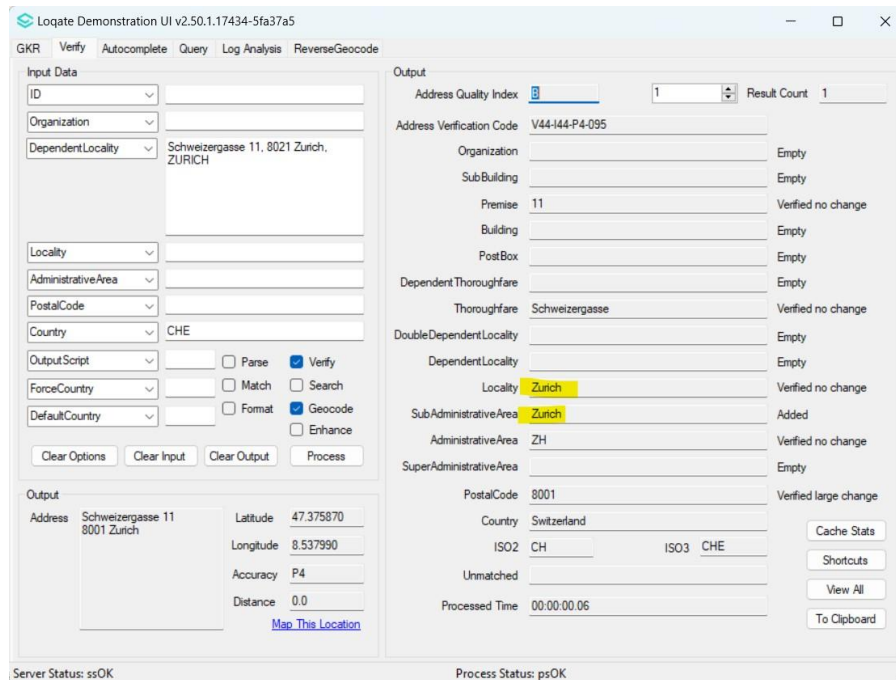 Loqate Demonstration UI v2.50.1.17434-5fa37a5
GKR Verify Autocomplete Query Log Analysis ReverseGeocode
Input Data
ID
Organization
DependentLocality Schweizergasse 11, 8021 Zurich,
ZURICH
Locality
AdministrativeArea
PostalCode
Country CHE
OutputScript Parse Verify
ForceCountry Match Search
DefaultCountry Format Geocode
Enhance
Clear Options Clear Input Clear Output Process
Output
Address Schweizergasse 11
8001 Zurich
Latitude 47.375870
Longitude 8.537990
Accuracy P4
Distance 0.0
Map This Location
Output
Address Quality Index B 1 Result Count 1
Address Verification Code V44-I44-P4-095
Organization Empty
SubBuilding Empty
Premise 11 Verified no change
Building Empty
PostBox Empty
DependentThoroughfare Empty
Thoroughfare Schweizergasse Verified no change
DoubleDependentLocality Empty
DependentLocality Empty
Locality Zurich Verified no change
SubAdministrativeArea Zurich Added
AdministrativeArea ZH Verified no change
SuperAdministrativeArea Empty
PostalCode 8001 Verified large change
Country Switzerland
ISO2 CH ISO3 CHE
Unmatched
Processed Time 00:00:00.06
Cache Stats
Shortcuts
View All
To Clipboard
Server Status: ssOK Process Status: psOK